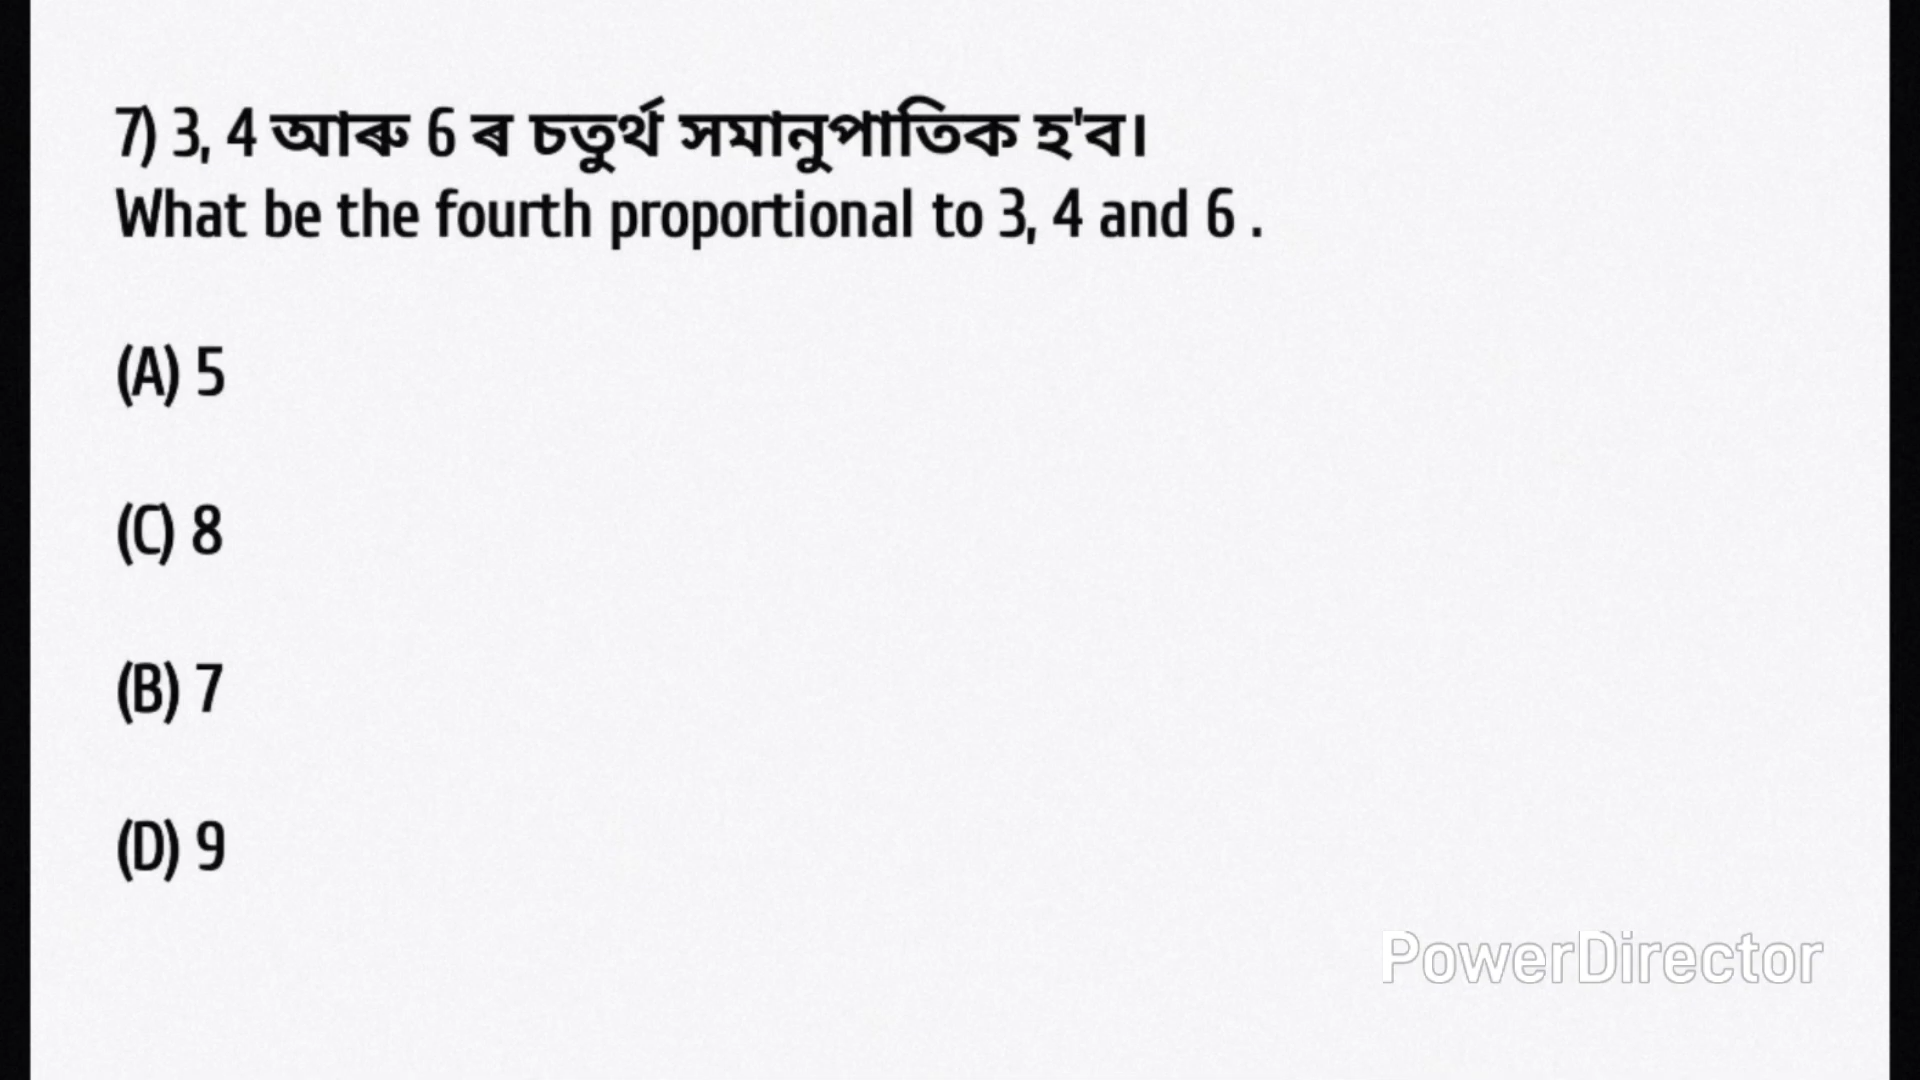 7) 3, 4 আৰু 6 ৰ চতুৰ্থ সমানুপাতিক হ'ব।
What be the fourth proportional to 3, 4 and 6 .
(A) 5
(C) 8
(B) 7
(D) 9
PowerDirector